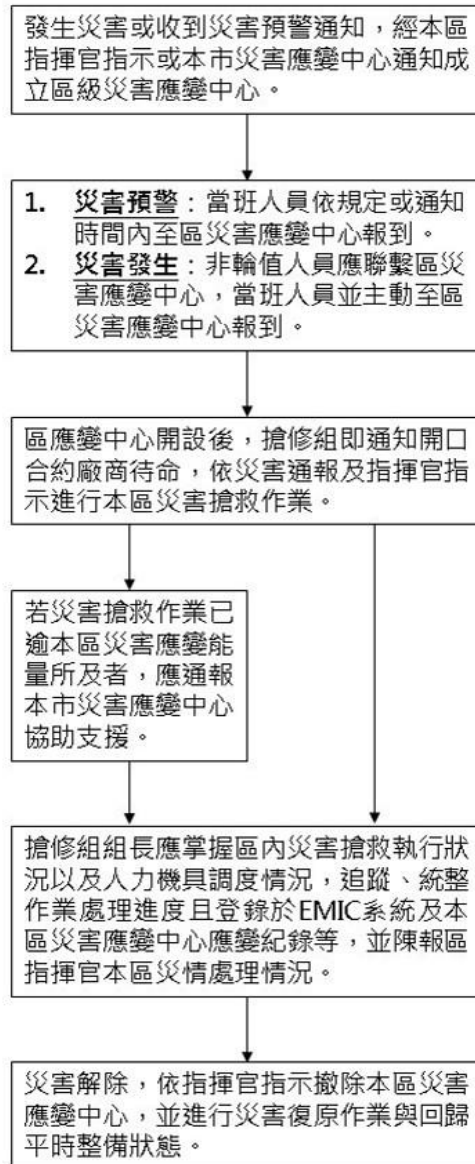 發生災害或收到災害預警通知，經本區
指揮官指示或本市災害應變中心通知成
立區級災害應變中心。
1. 災害預警：當班人員依規定或通知
時間內至區災害應變中心報到。
2. 災害發生：非輪值人員應聯繫區災
害應變中心，當班人員並主動至區
災害應變中心報到。
區應變中心開設後，搶修組即通知開口
合約廠商待命，依災害通報及指揮官指
示進行本區災害搶救作業。
若災害搶救作業已
逾本區災害應變能
量所及者，應通報
本市災害應變中心
協助支援。
搶修組組長應掌握區內災害搶救執行狀
況以及人力機具調度情況，追蹤、統整
作業處理進度且登錄於EMIC系統及本
區災害應變中心應變紀錄等，並陳報區
指揮官本區災情處理情況。
災害解除，依指揮官指示撤除本區災害
應變中心，並進行災害復原作業與回歸
平時整備狀態。